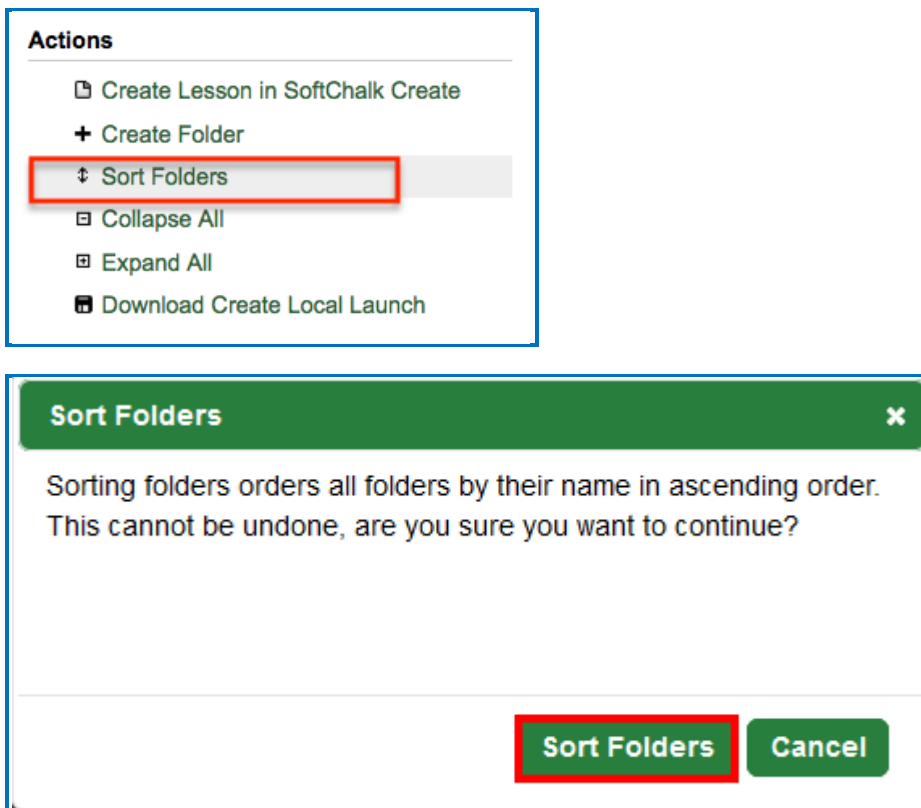 Actions
Create Lesson in SoftChalk Create
Create Folder
Sort Folders
Collapse All
Expand All
Download Create Local Launch
Sort Folders
Sorting folders orders all folders by their name in ascending order.
This cannot be undone, are you sure you want to continue?
Sort Folders
Cancel